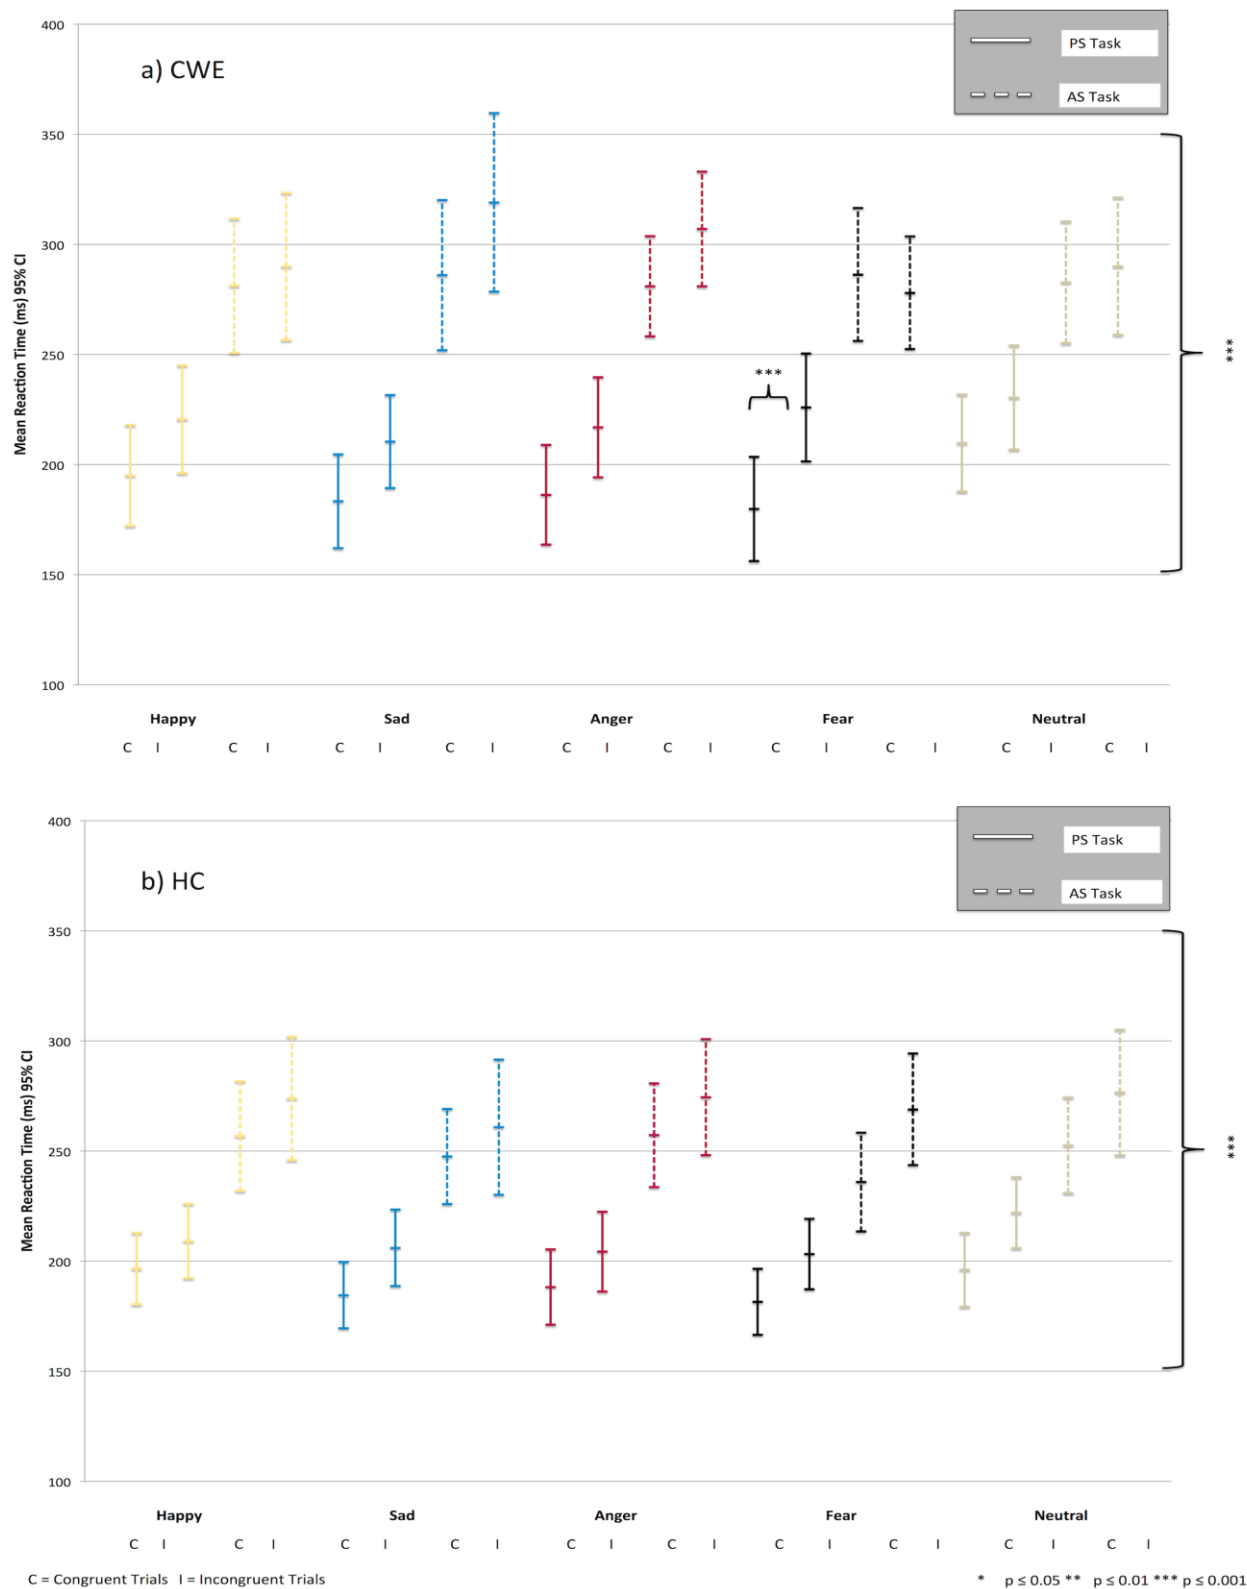 400
PS Task
a) CWE
AS Task
350
300
***
250
***
200
150
100
Mean Reaction Time (ms) 95% CI
Happy Sad Anger Fear Neutral
C I C I C I C I C I C I C I C I C I C I
400
PS Task
b) HC
AS Task
350
300
250
***
200
150
100
Mean Reaction Time (ms) 95% CI
Happy Sad Anger Fear Neutral
C I C I C I C I C I C I C I C I C I C I
C = Congruent Trials I = Incongruent Trials * p ≤ 0.05 ** p ≤ 0.01 *** p ≤ 0.001